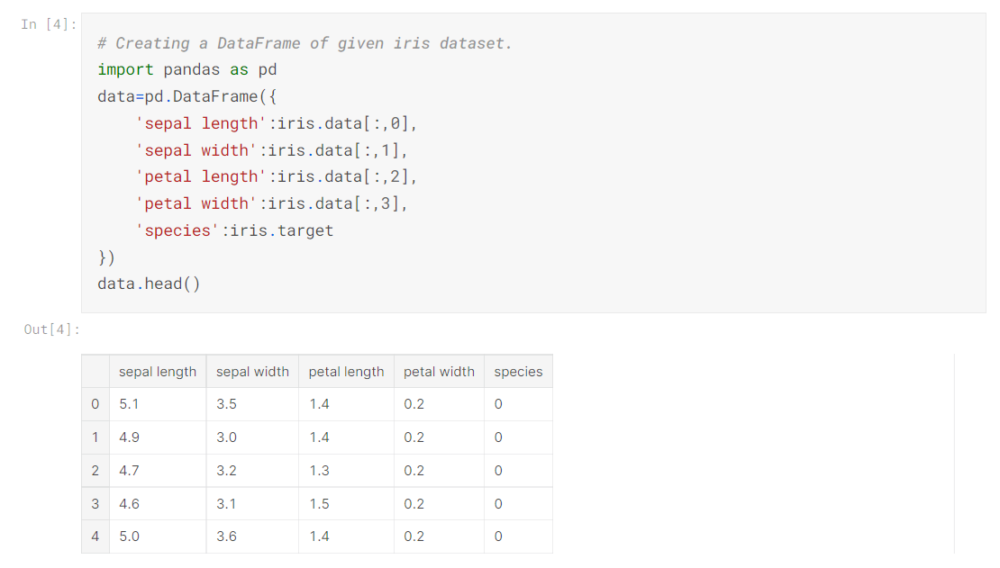 In [4]:
# Creating a DataFrame of given iris dataset.
import pandas as pd
data=pd.DataFrame({
    'sepal length':iris.data[:,0],
    'sepal width':iris.data[:,1],
    'petal length':iris.data[:,2],
    'petal width':iris.data[:,3],
    'species':iris.target
})
data.head()
Out[4]:
sepal length sepal width petal length petal width species
0 5.1 3.5 1.4 0.2 0
1 4.9 3.0 1.4 0.2 0
2 4.7 3.2 1.3 0.2 0
3 4.6 3.1 1.5 0.2 0
4 5.0 3.6 1.4 0.2 0